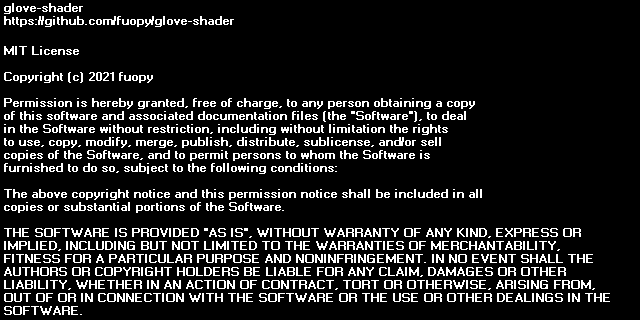 glove-shader
https://github.com/fuopy/glove-shader
MIT License
Copyright (c) 2021 fuopy
Permission is hereby granted, free of charge, to any person obtaining a copy
of this software and associated documentation files (the "Software"), to deal
in the Software without restriction, including without limitation the rights
to use, copy, modify, merge, publish, distribute, sublicense, and/or sell
copies of the Software, and to permit persons to whom the Software is
furnished to do so, subject to the following conditions:
The above copyright notice and this permission notice shall be included in all
copies or substantial portions of the Software.
THE SOFTWARE IS PROVIDED "AS IS", WITHOUT WARRANTY OF ANY KIND, EXPRESS OR
IMPLIED, INCLUDING BUT NOT LIMITED TO THE WARRANTIES OF MERCHANTABILITY,
FITNESS FOR A PARTICULAR PURPOSE AND NONINFRINGEMENT. IN NO EVENT SHALL THE
AUTHORS OR COPYRIGHT HOLDERS BE LIABLE FOR ANY CLAIM, DAMAGES OR OTHER
LIABILITY, WHETHER IN AN ACTION OF CONTRACT, TORT OR OTHERWISE, ARISING FROM,
OUT OF OR IN CONNECTION WITH THE SOFTWARE OR THE USE OR OTHER DEALINGS IN THE
SOFTWARE.